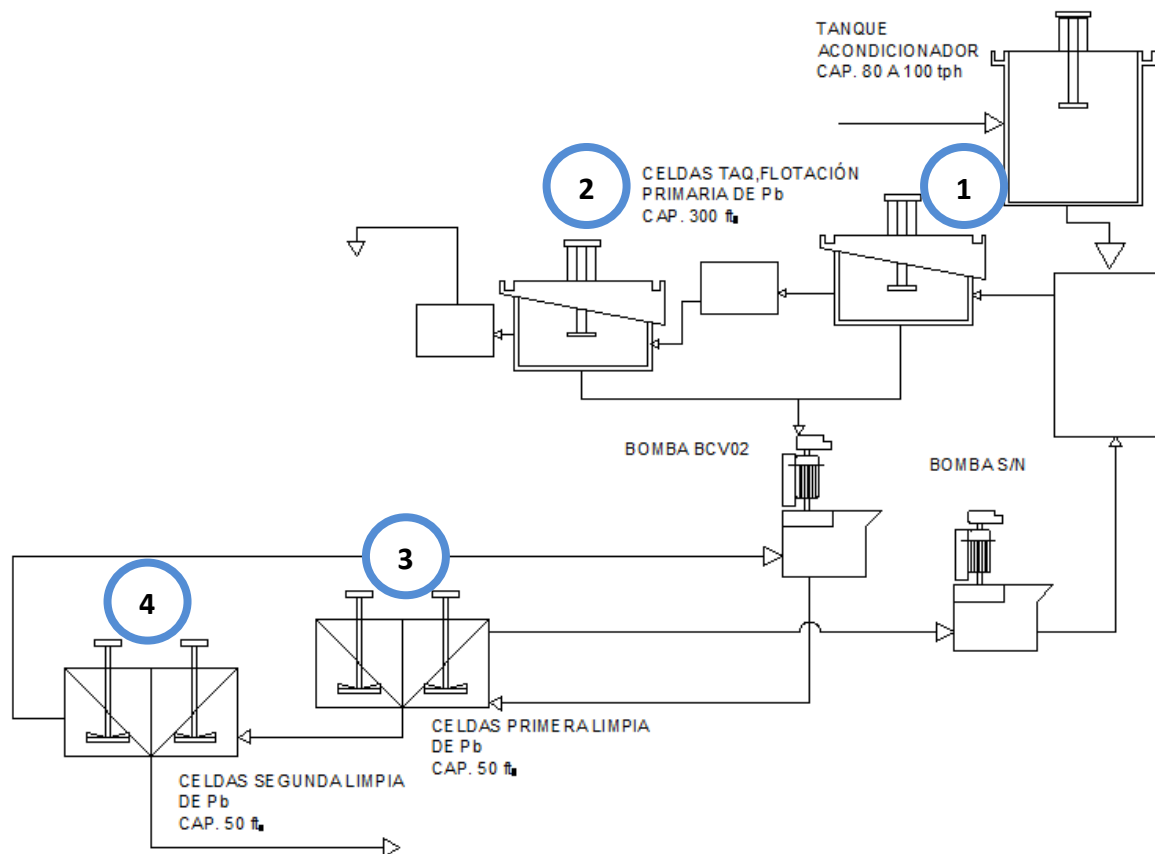 TANQUE
ACONDICIONADOR
CAP. 80 A 100 tph
1
2
CELDAS TAQ,FLOTACIÓN
PRIMARIA DE Pb
CAP. 300 ft
BOMBA BCV02
BOMBA S/N
3
4
CELDAS PRIMERA LIMPIA
DE Pb
CAP. 50 ft
CELDAS SEGUNDA LIMPIA
DE Pb
CAP. 50 ft